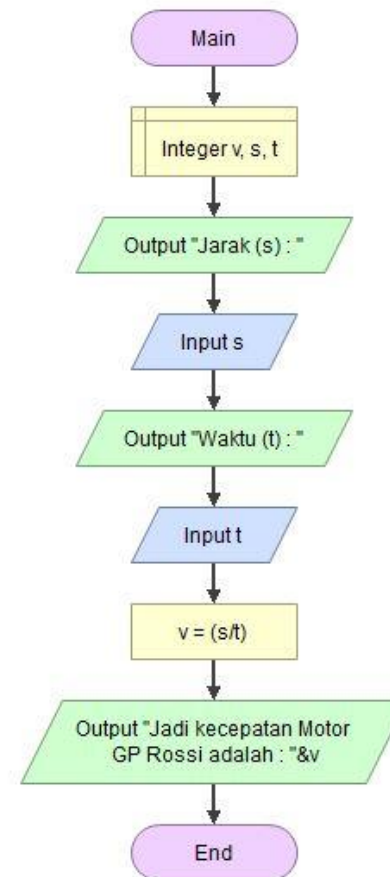 Main
Integer v, s, t
Output "Jarak (s) : "
Input s
Output "Waktu (t) : "
Input t
v = (s/t)
Output "Jadi kecepatan Motor
GP Rossi adalah : "&v
End